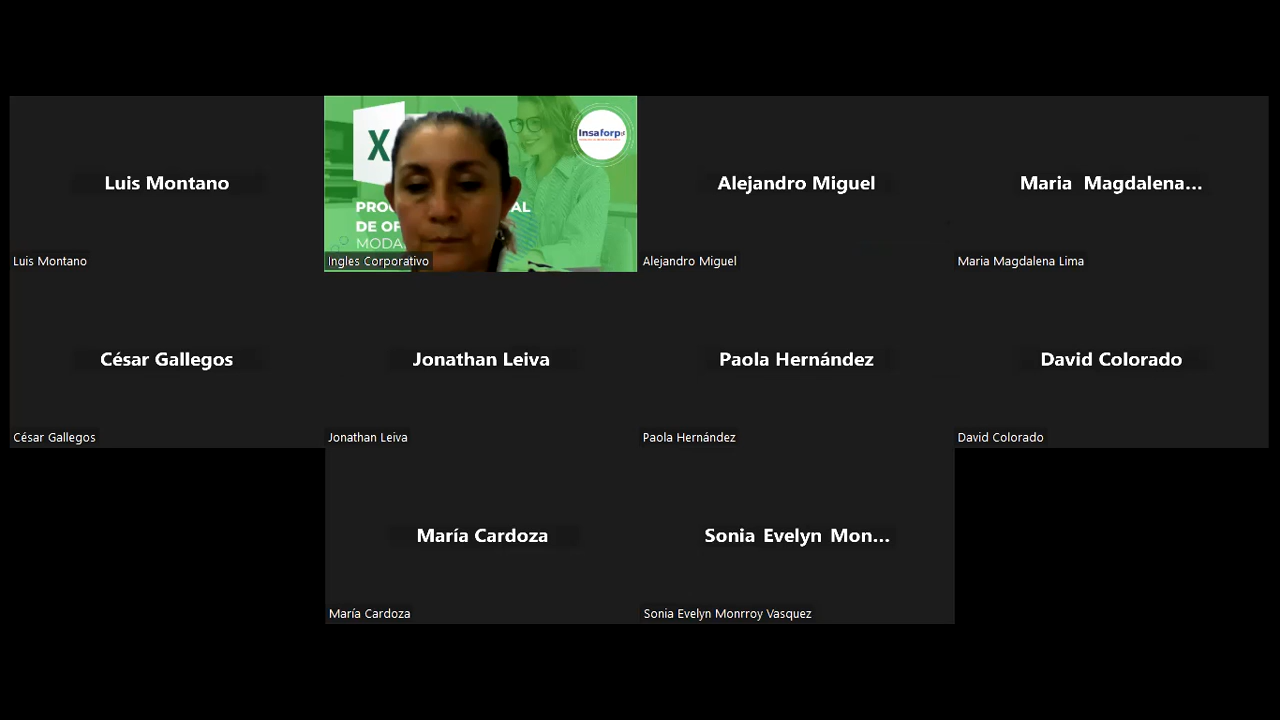 Luis Montano
Luis Montano
X
Insaforp
PRO
AL
DE OF
MODA
Ingles Corporativo
Alejandro Miguel
Alejandro Miguel
Maria Magdalena...
Maria Magdalena Lima
César Gallegos
César Gallegos
Jonathan Leiva
Jonathan Leiva
Paola Hernández
Paola Hernández
David Colorado
David Colorado
María Cardoza
María Cardoza
Sonia Evelyn Mon...
Sonia Evelyn Monrroy Vasquez